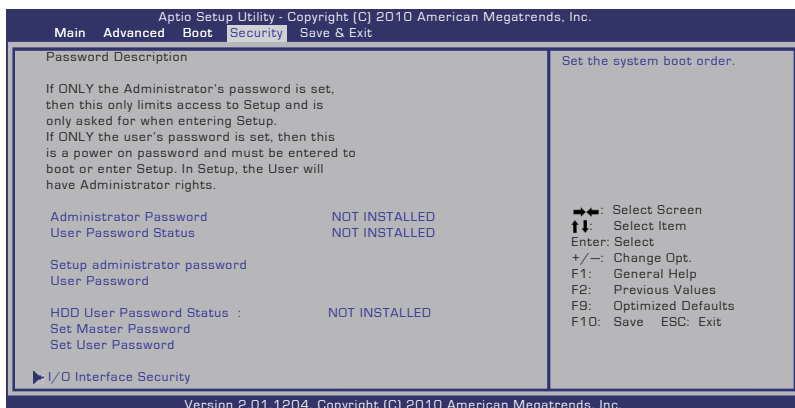 Aptio Setup Utility - Copyright (C) 2010 American Megatrends, Inc.
Main Advanced Boot Security Save & Exit
Password Description
If ONLY the Administrator's password is set,
then this only limits access to Setup and is
only asked for when entering Setup.
If ONLY the user's password is set, then this
is a power on password and must be entered to
boot or enter Setup. In Setup, the User will
have Administrator rights.
Administrator Password NOT INSTALLED
User Password Status NOT INSTALLED
Setup administrator password
User Password
HDD User Password Status : NOT INSTALLED
Set Master Password
Set User Password
I/O Interface Security
Set the system boot order.
→←: Select Screen
↑↓: Select Item
Enter: Select
+/—: Change Opt.
F1: General Help
F2: Previous Values
F9: Optimized Defaults
F10: Save ESC: Exit
Version 2.01.1204. Copyright (C) 2010 American Megatrends, Inc.